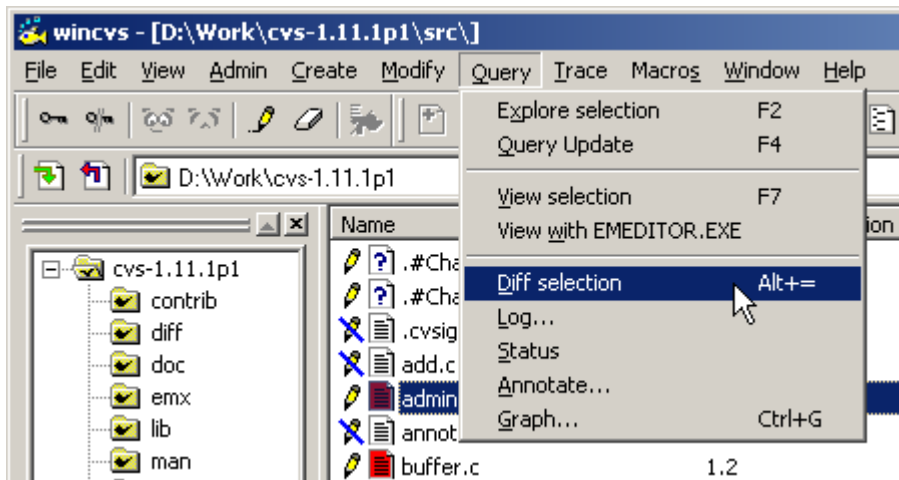 wincvs - [D:\Work\cvs-1.11.1p1\src\]
File Edit View Admin Create Modify Query Trace Macros Window Help
Explore selection F2
Query Update F4
View selection F7
View with EMEDITOR.EXE
Diff selection Alt+=
Log...
Status
Annotate...
Graph... Ctrl+G
D:\Work\cvs-1.11.1p1
Name ion
cvs-1.11.1p1
contrib
diff
doc
emx
lib
man
.#Cha
.#Cha
.cvsig
add.c
admin
annot
buffer.c 1.2